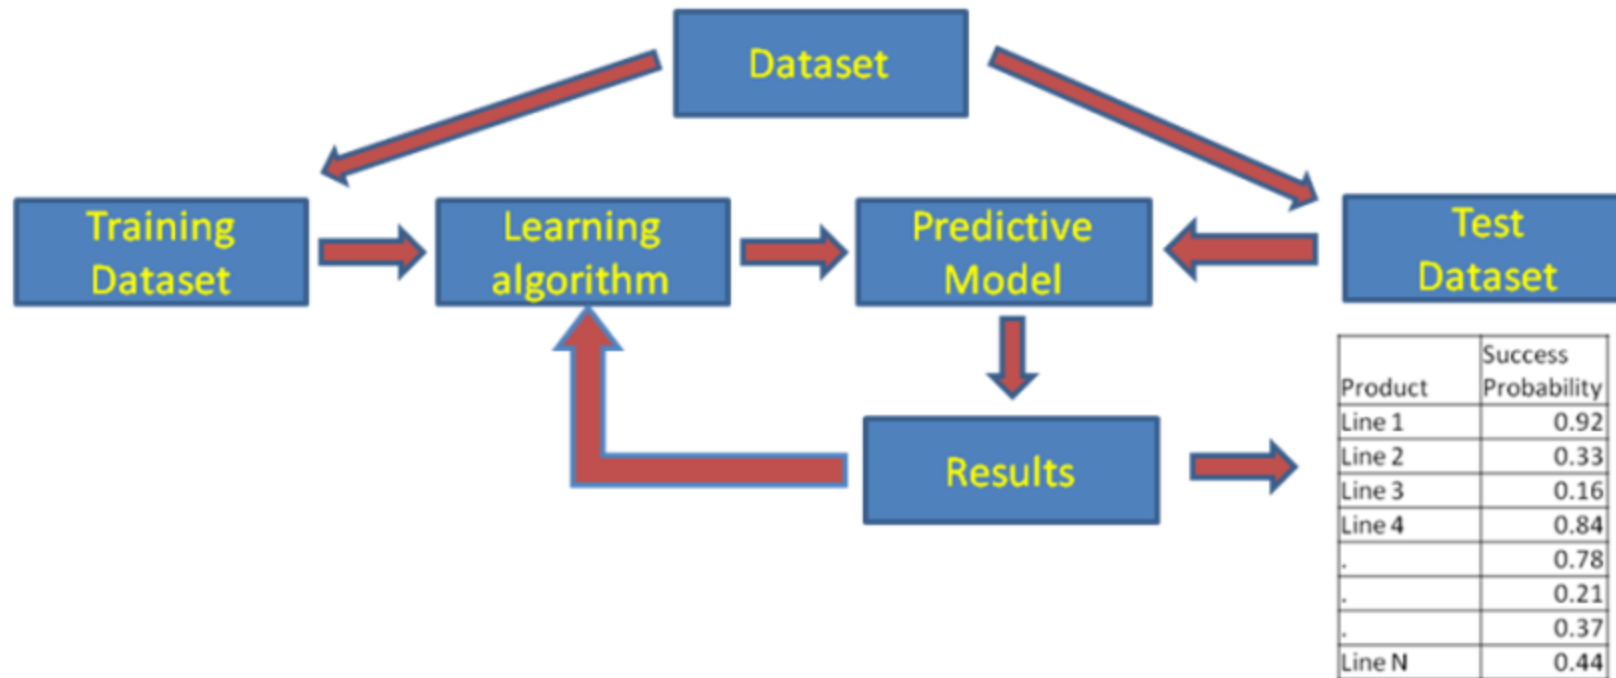 Dataset
Training
Dataset
Learning
algorithm
Predictive
Model
Test
Dataset
Results
Product Success
Probability
Line 1 0.92
Line 2 0.33
Line 3 0.16
Line 4 0.84
. 0.78
. 0.21
. 0.37
Line N 0.44